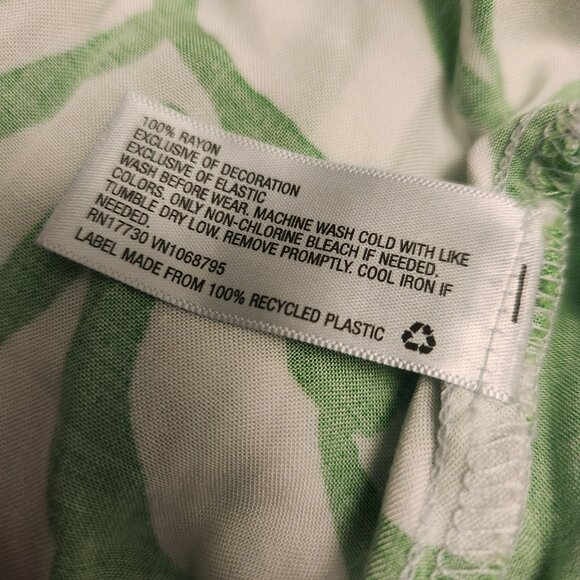 100% RAYON
EXCLUSIVE OF DECORATION
EXCLUSIVE OF ELASTIC
WASH BEFORE WEAR. MACHINE WASH COLD WITH LIKE
COLORS. ONLY NON-CHLORINE BLEACH IF NEEDED.
TUMBLE DRY LOW. REMOVE PROMPTLY. COOL IRON IF
NEEDED.
RN17730 VN1068795
LABEL MADE FROM 100% RECYCLED PLASTIC